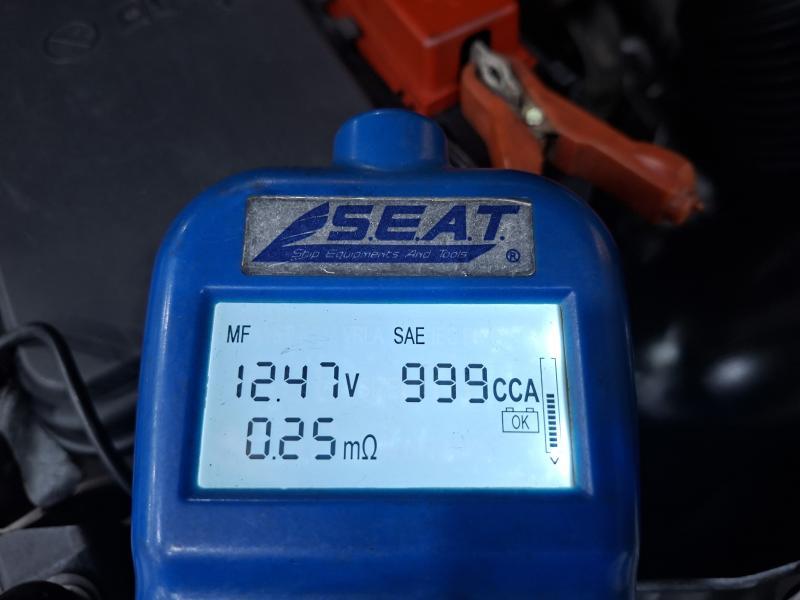 S.E.A.T.
Ship Equipments And Tools ®
MF SAE
12.47V 999CCA
OK
0.25mΩ